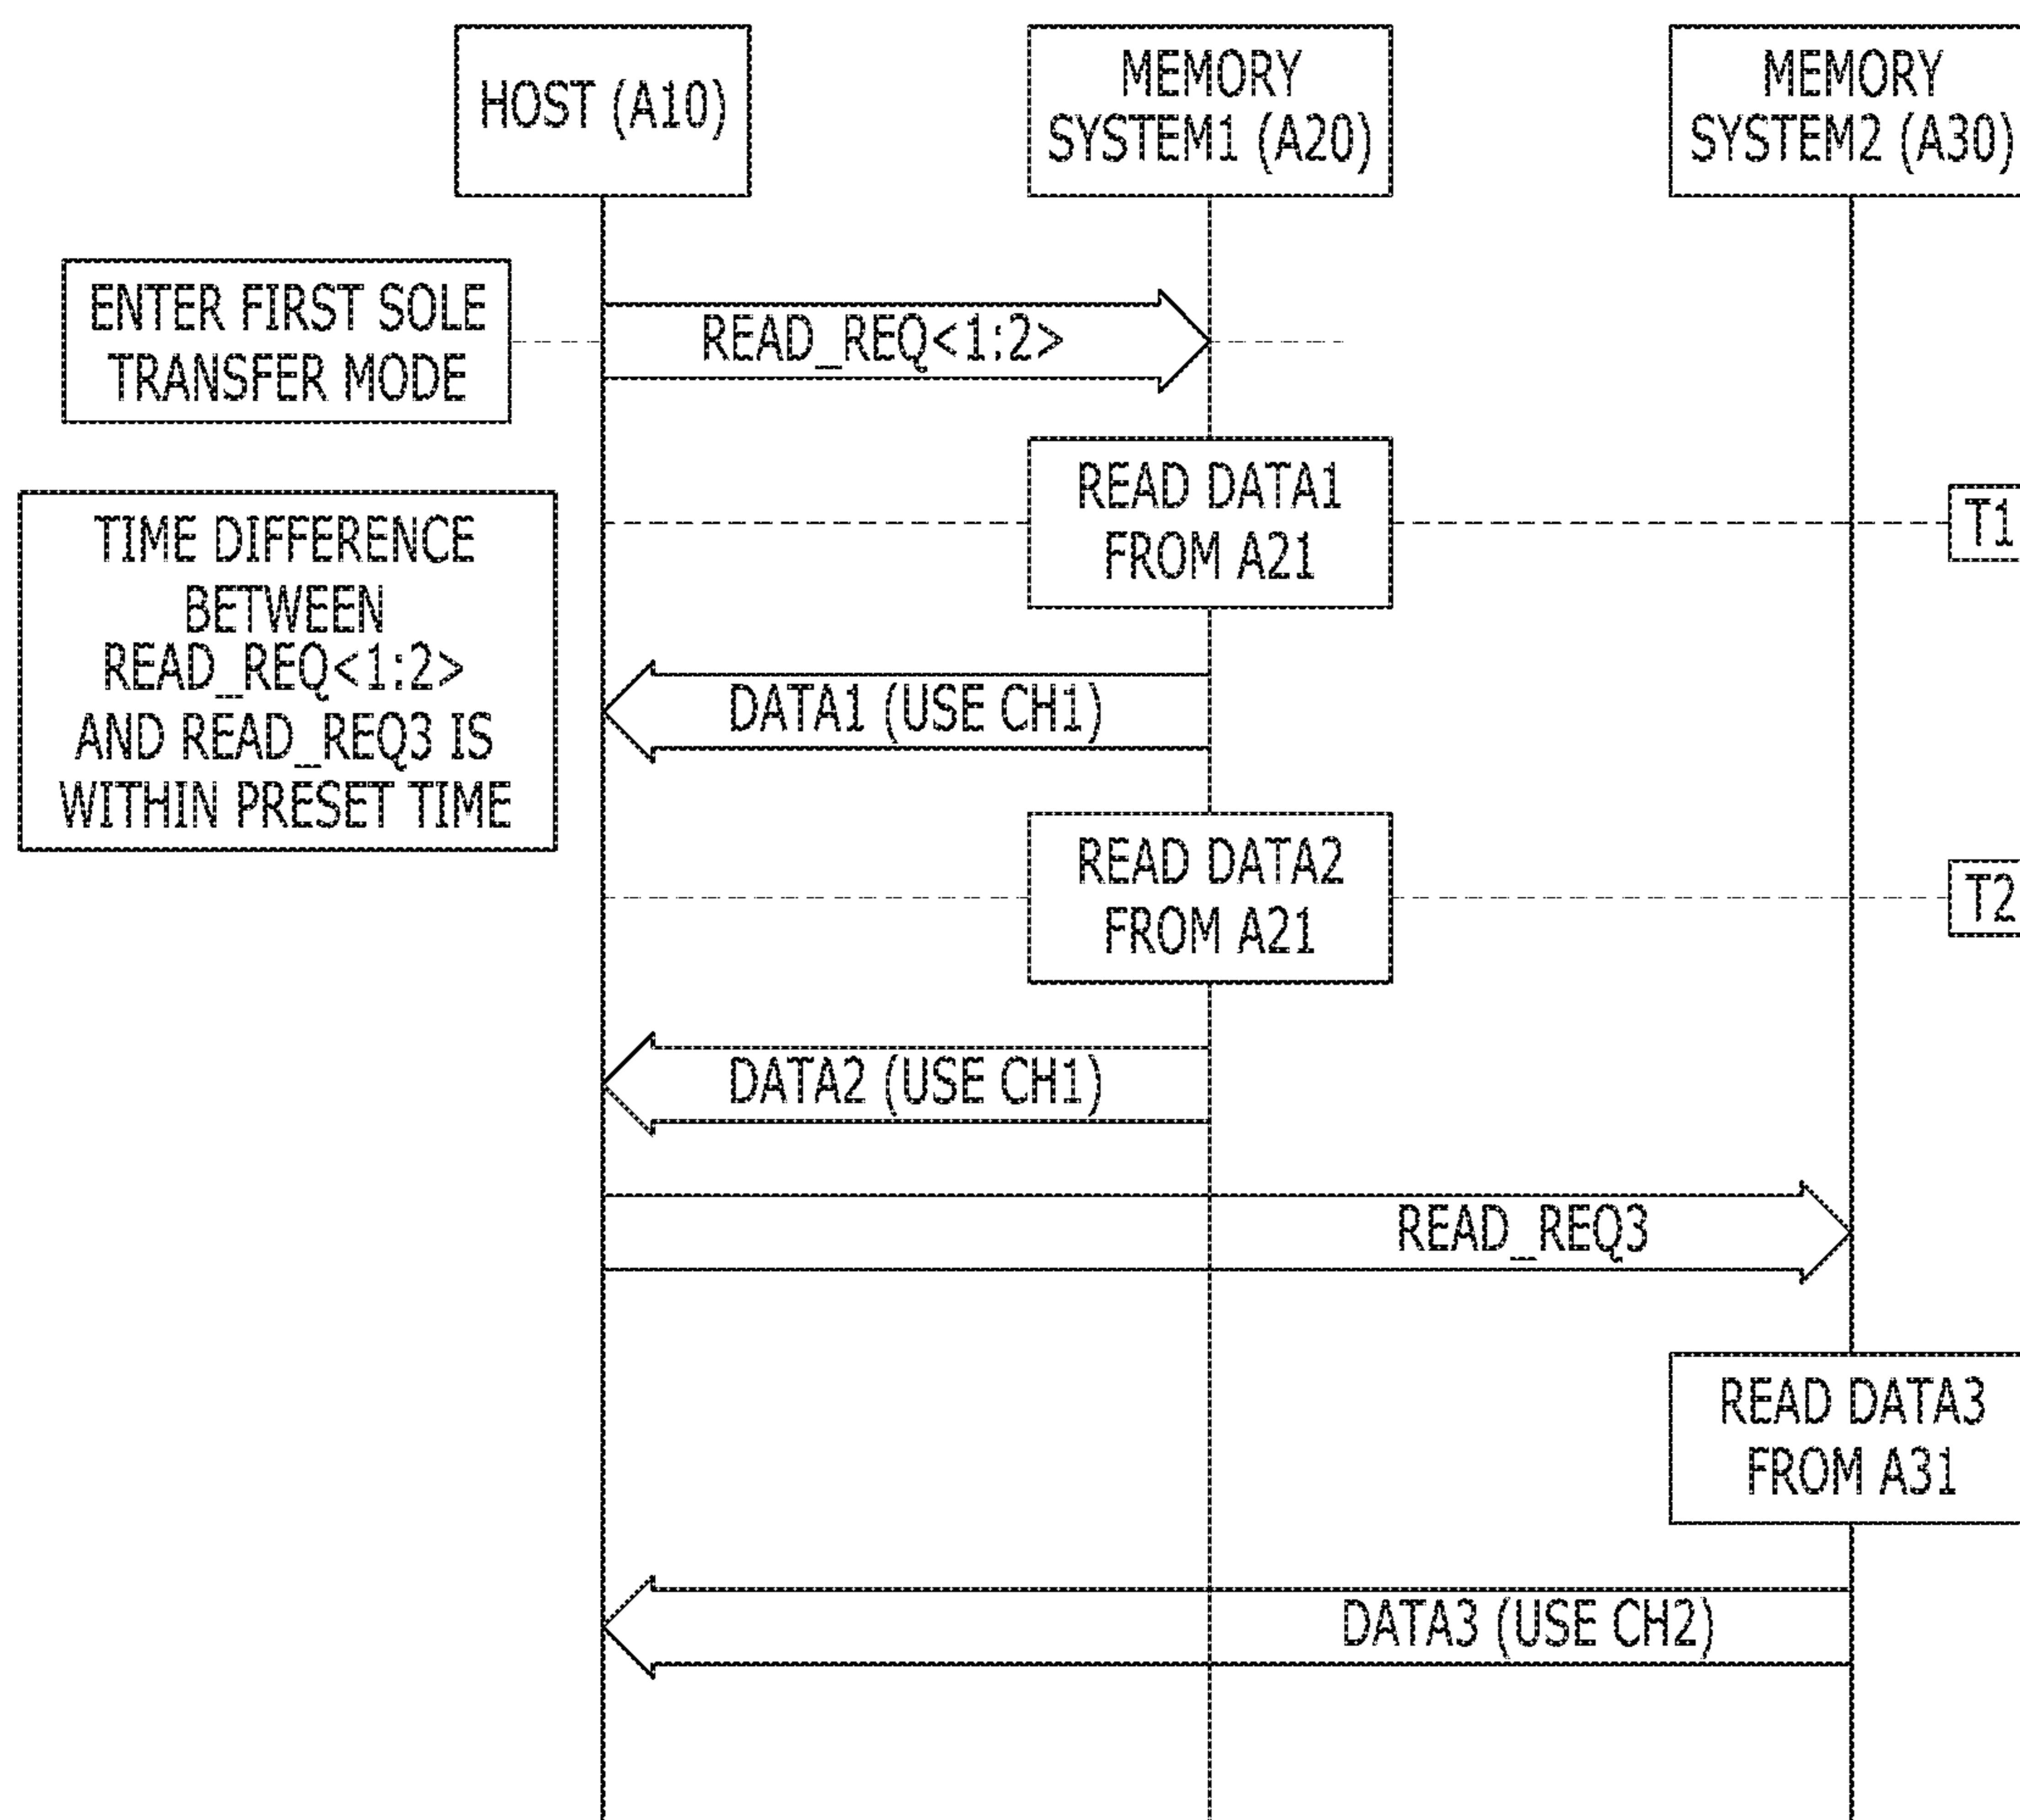 HOST (A10)
MEMORY
SYSTEM1 (A20)
MEMORY
SYSTEM2 (A30)
ENTER FIRST SOLE
TRANSFER MODE
READ_REQ<1:2>
READ DATA1
FROM A21
T1
TIME DIFFERENCE
BETWEEN
READ_REQ<1:2>
AND READ_REQ3 IS
WITHIN PRESET TIME
DATA1 (USE CH1)
READ DATA2
FROM A21
T2
DATA2 (USE CH1)
READ_REQ3
READ DATA3
FROM A31
DATA3 (USE CH2)